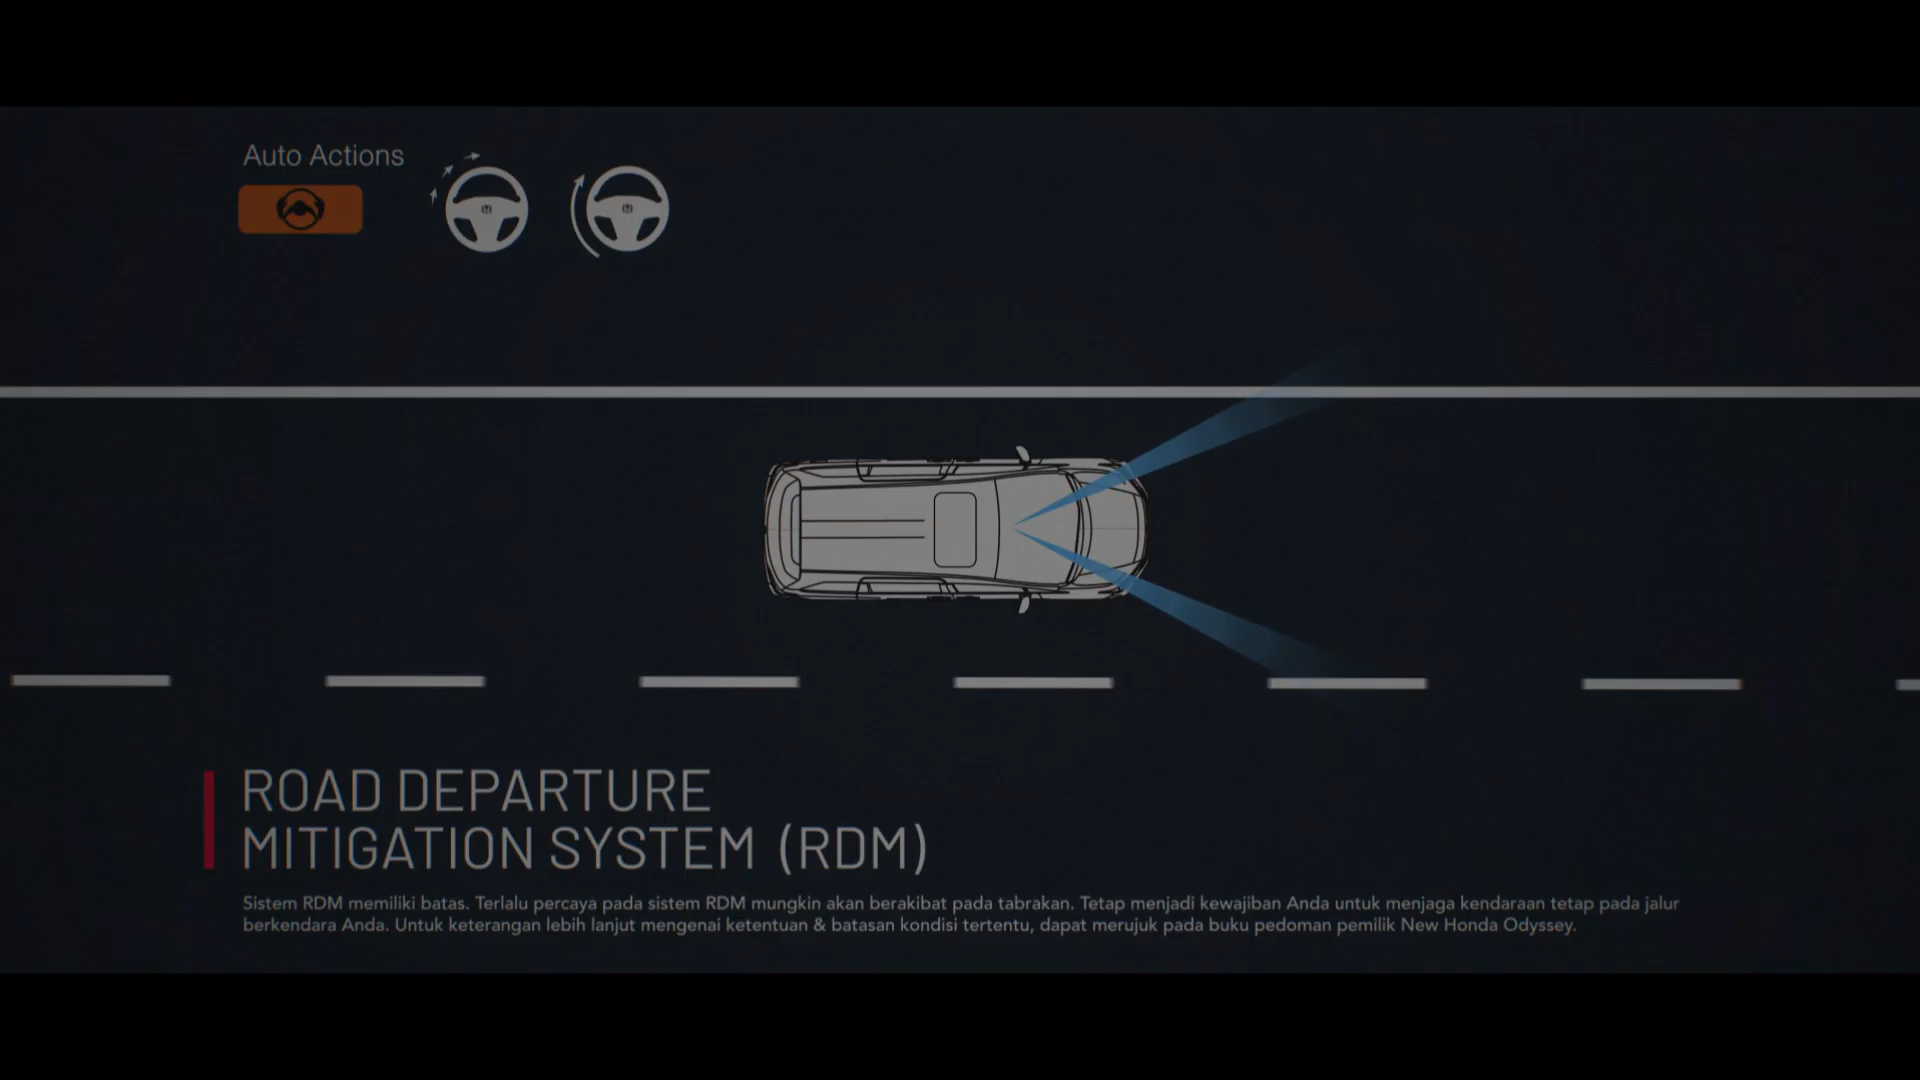 Auto Actions
ROAD DEPARTURE
MITIGATION SYSTEM (RDM)
Sistem RDM memiliki batas. Terlalu percaya pada sistem RDM mungkin akan berakibat pada tabrakan. Tetap menjadi kewajiban Anda untuk menjaga kendaraan tetap pada jalur
berkendara Anda. Untuk keterangan lebih lanjut mengenai ketentuan & batasan kondisi tertentu, dapat merujuk pada buku pedoman pemilik New Honda Odyssey.